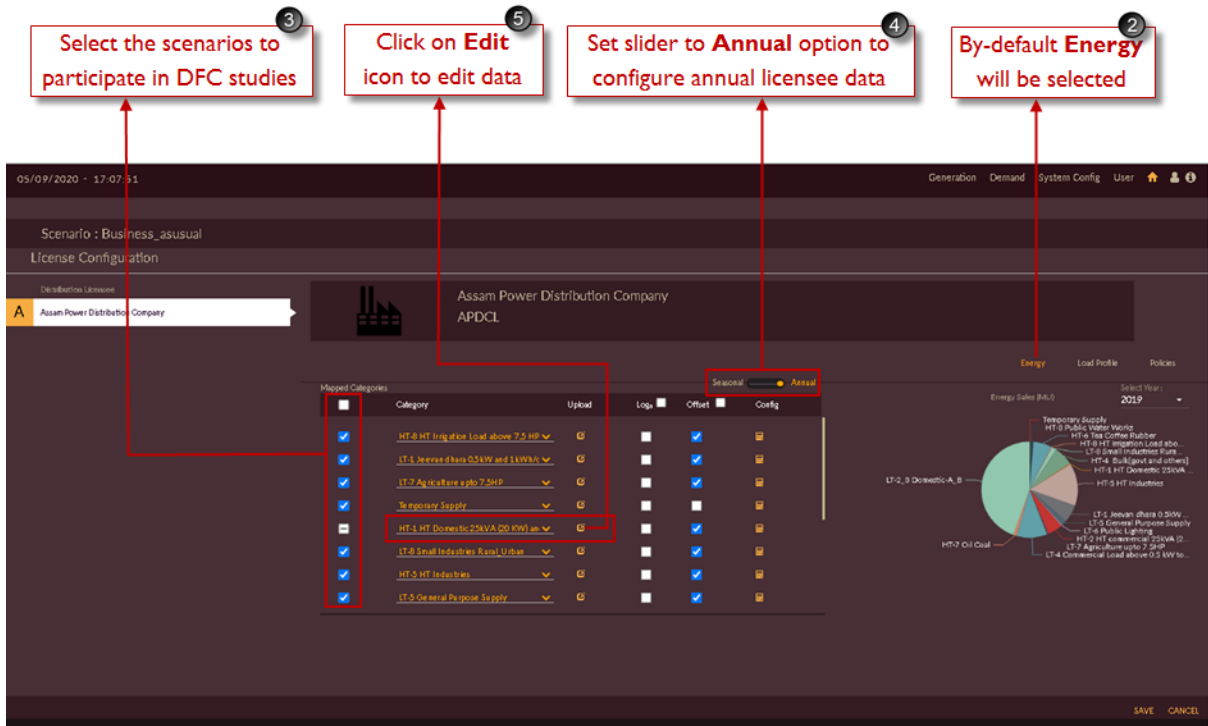 3
Select the scenarios to
participate in DFC studies
5
Click on Edit
icon to edit data
4
Set slider to Annual option to
configure annual licensee data
2
By-default Energy
will be selected
05/09/2020 - 17:07:51
Generation Demand System Config User
Scenario : Business_asusual
License Configuration
Distribution Licensee
A Assam Power Distribution Company
Assam Power Distribution Company
APDCL
Energy Load Profile Policies
Seasonal Annual
Mapped Categories
Category Upload Logₑ Offset Config
HT-8 HT Irrigation Load above 7.5 HP
LT-1 Jeevan dhara 0.5kW and 1kWh/c
LT-7 Agriculture upto 7.5HP
Temporary Supply
HT-1 HT Domestic 25kVA (20 KW) an
LT-8 Small Industries Rural_Urban
HT-5 HT Industries
LT-5 General Purpose Supply
Select Year :
Energy Sales (MU) 2019
Temporary Supply
HT-3 Public Water Works
HT-6 Tea Coffee Rubber
HT-8 HT Irrigation Load abo...
LT-8 Small Industries Rura...
HT-4 Bulk(govt and others)
HT-1 HT Domestic 25kVA ...
HT-5 HT Industries
LT-2_3 Domestic-A_B
LT-1 Jeevan dhara 0.5kW ...
LT-5 General Purpose Supply
LT-6 Public Lighting
HT-2 HT commercial 25kVA (2...
HT-7 Oil Coal
LT-7 Agriculture upto 7.5HP
LT-4 Commercial Load above 0.5 kW to...
SAVE CANCEL